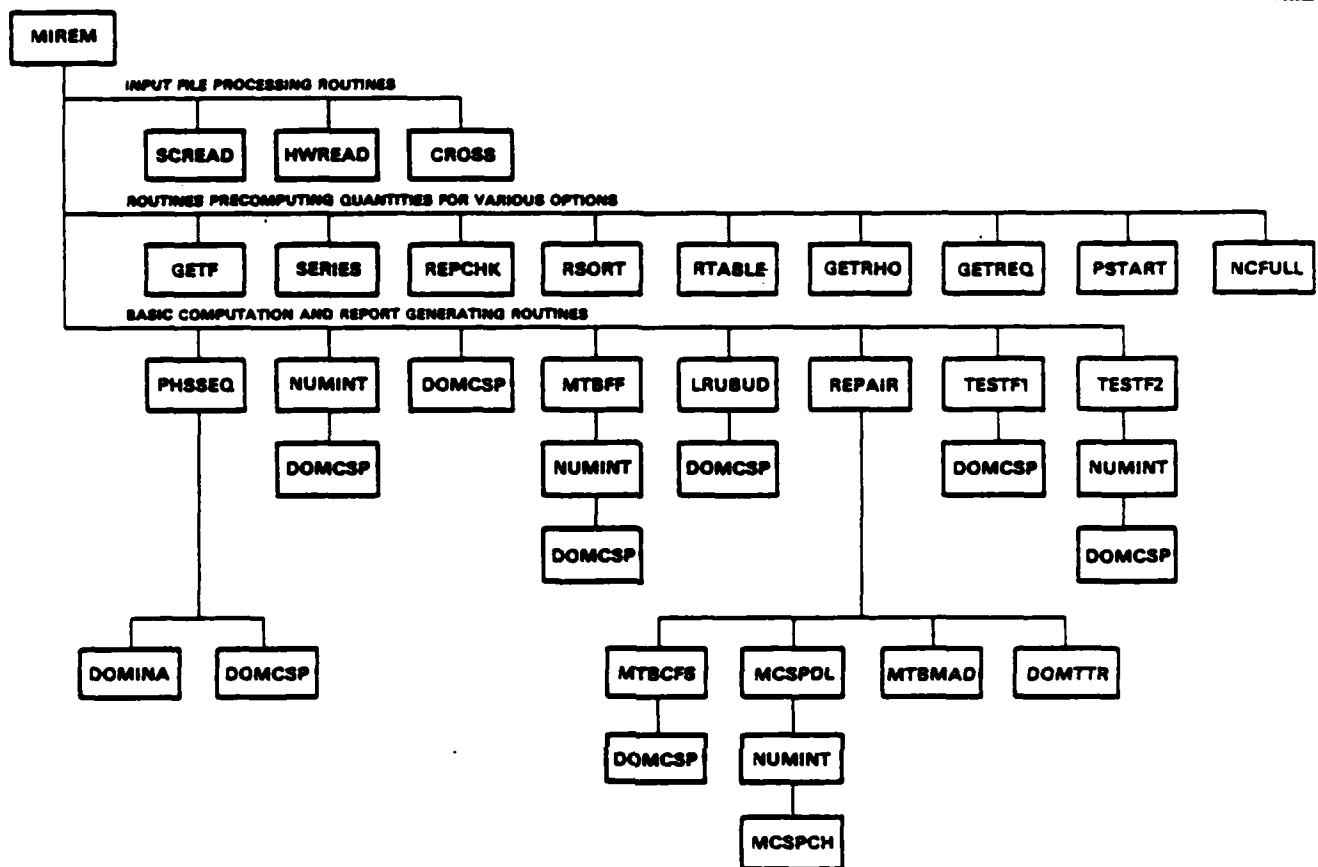 MIREM
INPUT FILE PROCESSING ROUTINES
SCREAD HWREAD CROSS
ROUTINES PRECOMPUTING QUANTITIES FOR VARIOUS OPTIONS
GETF SERIES REPCHK RSORT RTABLE GETRHO GETREQ PSTART NCFULL
BASIC COMPUTATION AND REPORT GENERATING ROUTINES
PHSSEQ NUMINT DOMCSP MTBFF LRUBUD REPAIR TESTF1 TESTF2
DOMCSP NUMINT DOMCSP DOMCSP NUMINT
DOMCSP DOMCSP
DOMINA DOMCSP MTBCFS MCSPDL MTBMAD DOMTTR
DOMCSP NUMINT
MCSPCH